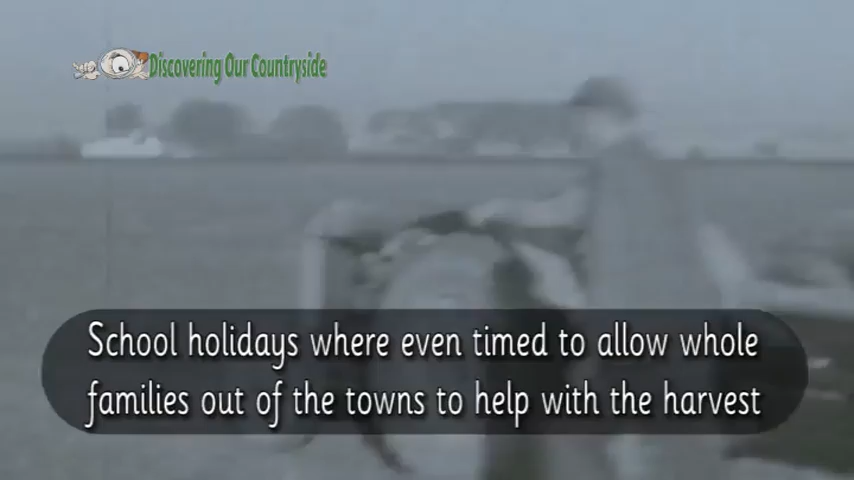 Discovering Our Countryside
School holidays where even timed to allow whole
families out of the towns to help with the harvest